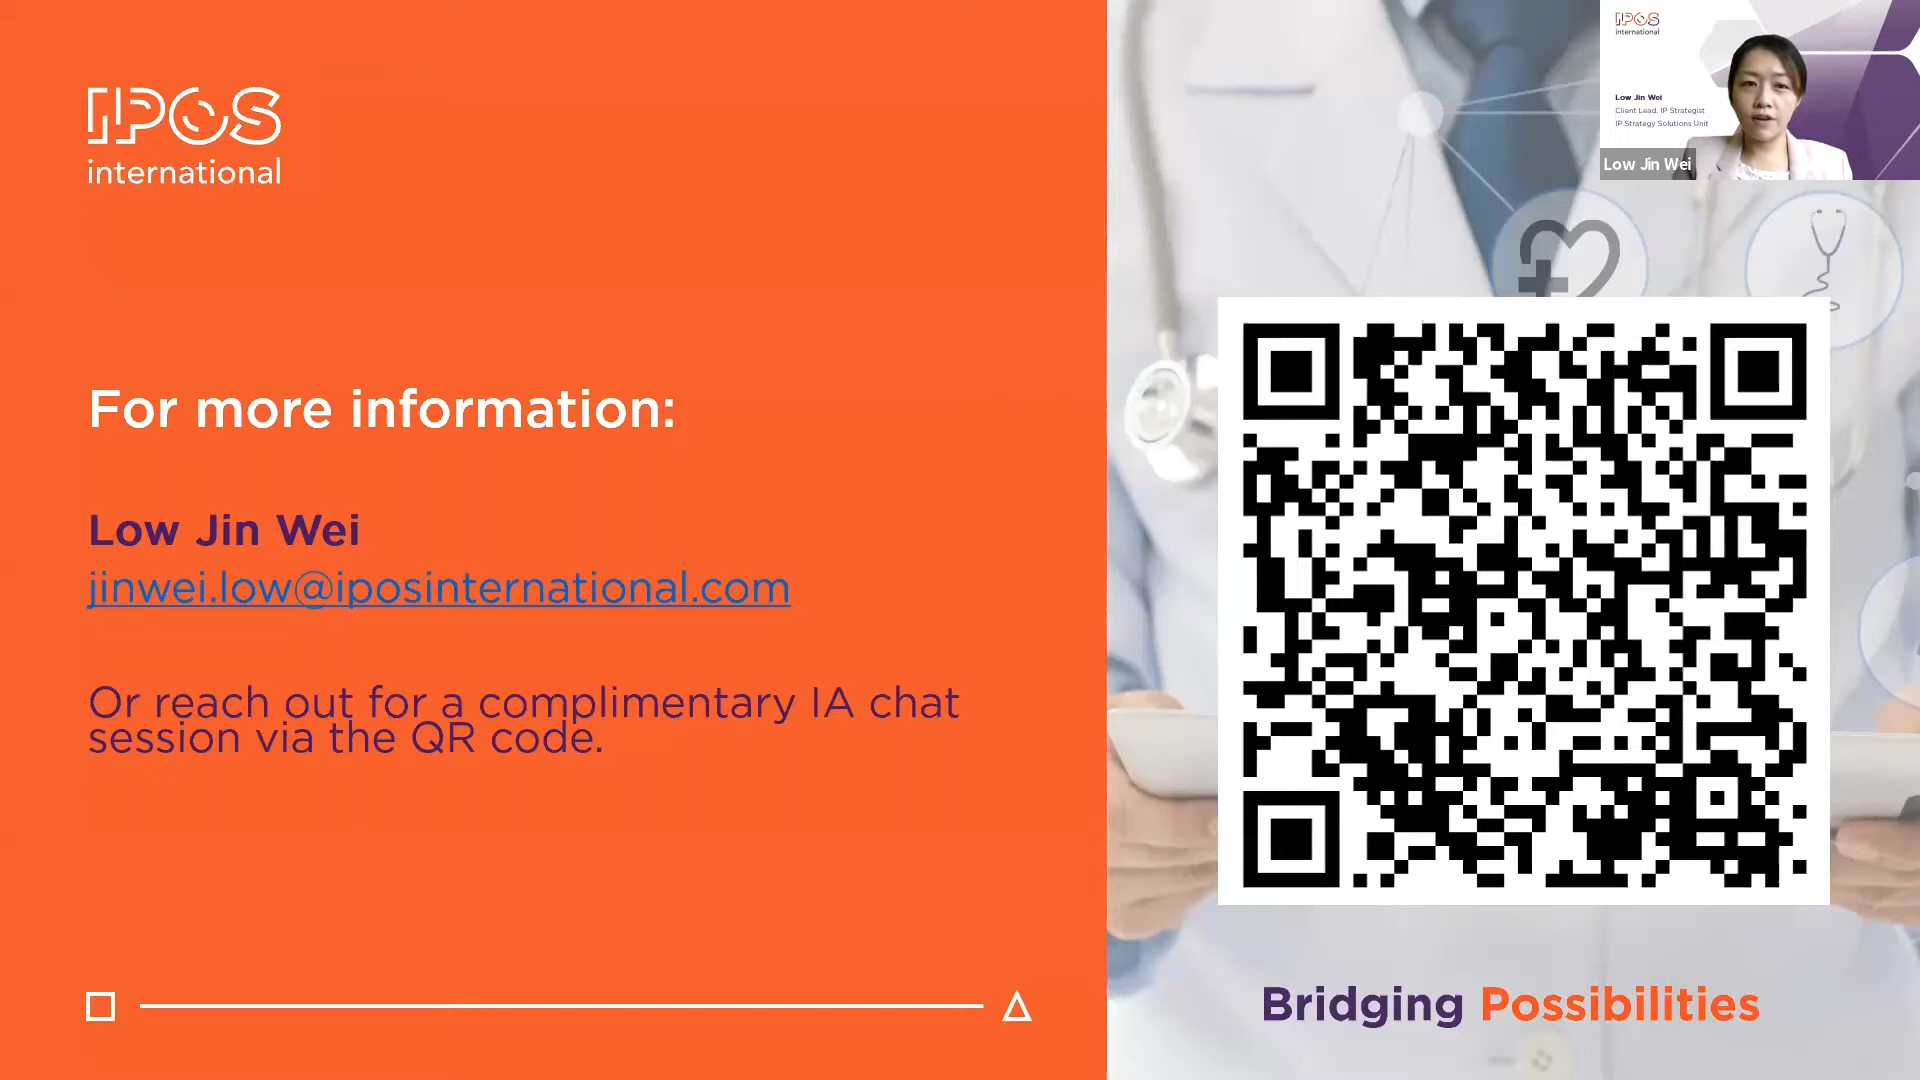 IPOS
international
For more information:
Low Jin Wei
jinwei.low@iposinternational.com
Or reach out for a complimentary IA chat
session via the QR code.
Bridging Possibilities
IPOS
international
Low Jin Wei
Client Lead, IP Strategist
IP Strategy Solutions Unit
Low Jin Wei